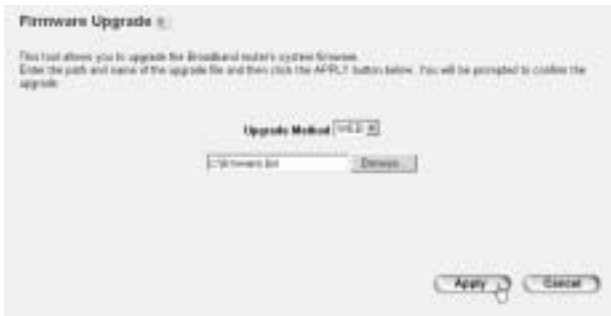 Firmware Upgrade
This tool allows you to upgrade the Broadband router's system firmware.
Enter the path and name of the upgrade file and then click the APPLY button below. You will be prompted to confirm the
upgrade.
Upgrade Method WEB
Browse...
Apply Cancel